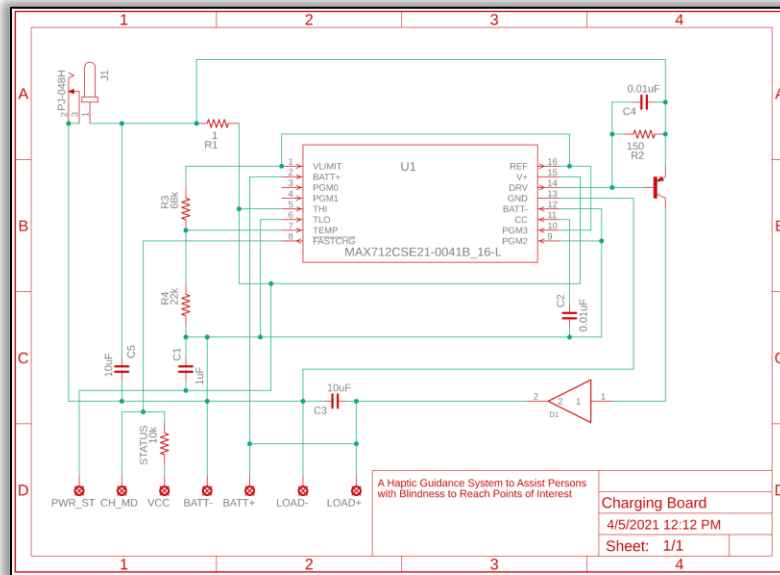 1 2 3 4
A A
J1
PJ-048H
2 3 1
1
R1
0.01uF
C4
150
R2
U1
1 VLIMIT REF 16
2 BATT+ V+ 15
3 PGM0 DRV 14
4 PGM1 GND 13
5 THI BATT- 12
6 TLO CC 11
7 TEMP PGM3 10
8 FASTCHG PGM2 9
MAX712CSE21-0041B_16-L
B
R3
68k
R4
22k
C2
0.01uF
C C
C5
10uF
C1
1uF
10uF
C3
2 2 1 1
D1
STATUS
10k
D
PWR_ST CH_MD VCC BATT- BATT+ LOAD- LOAD+
A Haptic Guidance System to Assist Persons
with Blindness to Reach Points of Interest
Charging Board
4/5/2021 12:12 PM
Sheet: 1/1
1 2 3 4